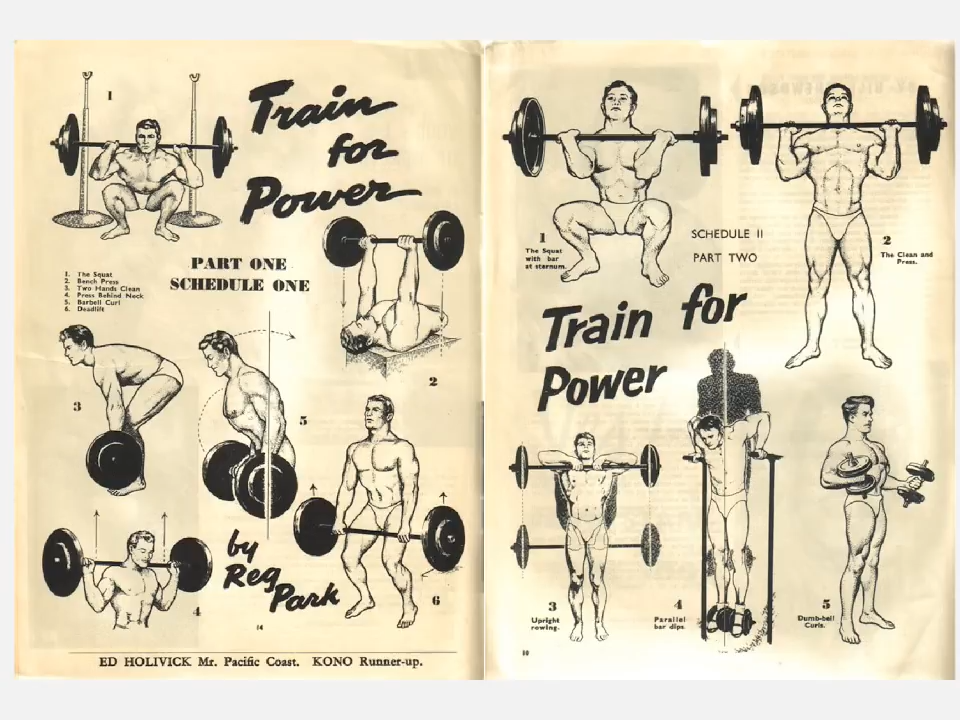 1
Train
for
Power
PART ONE
SCHEDULE ONE
1. The Squat
2. Bench Press
3. Two Hands Clean
4. Press Behind Neck
5. Barbell Curl
6. Deadlift
2
3
5
4
6
by
Reg
Park
14
ED HOLIVICK Mr. Pacific Coast. KONO Runner-up.
1
The Squat
with bar
at sternum.
SCHEDULE II
PART TWO
2
The Clean and
Press.
Train for
Power
3
Upright
rowing.
4
Parallel
bar dips
5
Dumb-bell
Curls.
10